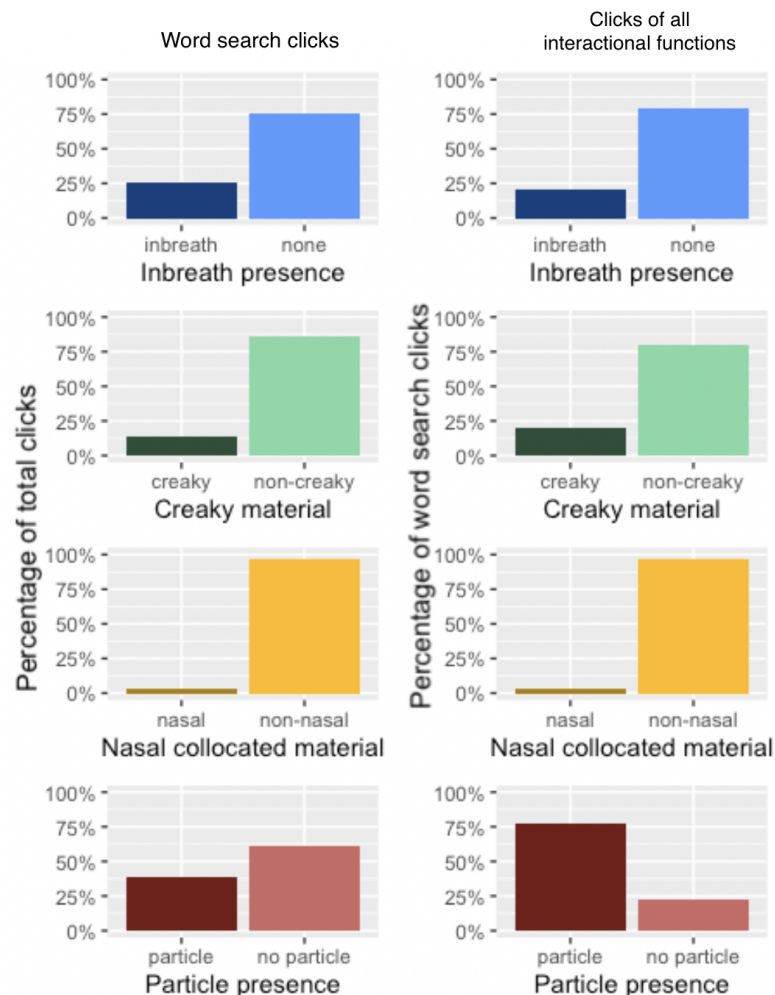 Word search clicks
Clicks of all
interactional functions
Percentage of total clicks
100%
75%
50%
25%
0%
inbreath none
Inbreath presence
100%
75%
50%
25%
0%
creaky non-creaky
Creaky material
100%
75%
50%
25%
0%
nasal non-nasal
Nasal collocated material
100%
75%
50%
25%
0%
particle no particle
Particle presence
Percentage of word search clicks
100%
75%
50%
25%
0%
inbreath none
Inbreath presence
100%
75%
50%
25%
0%
creaky non-creaky
Creaky material
100%
75%
50%
25%
0%
nasal non-nasal
Nasal collocated material
100%
75%
50%
25%
0%
particle no particle
Particle presence